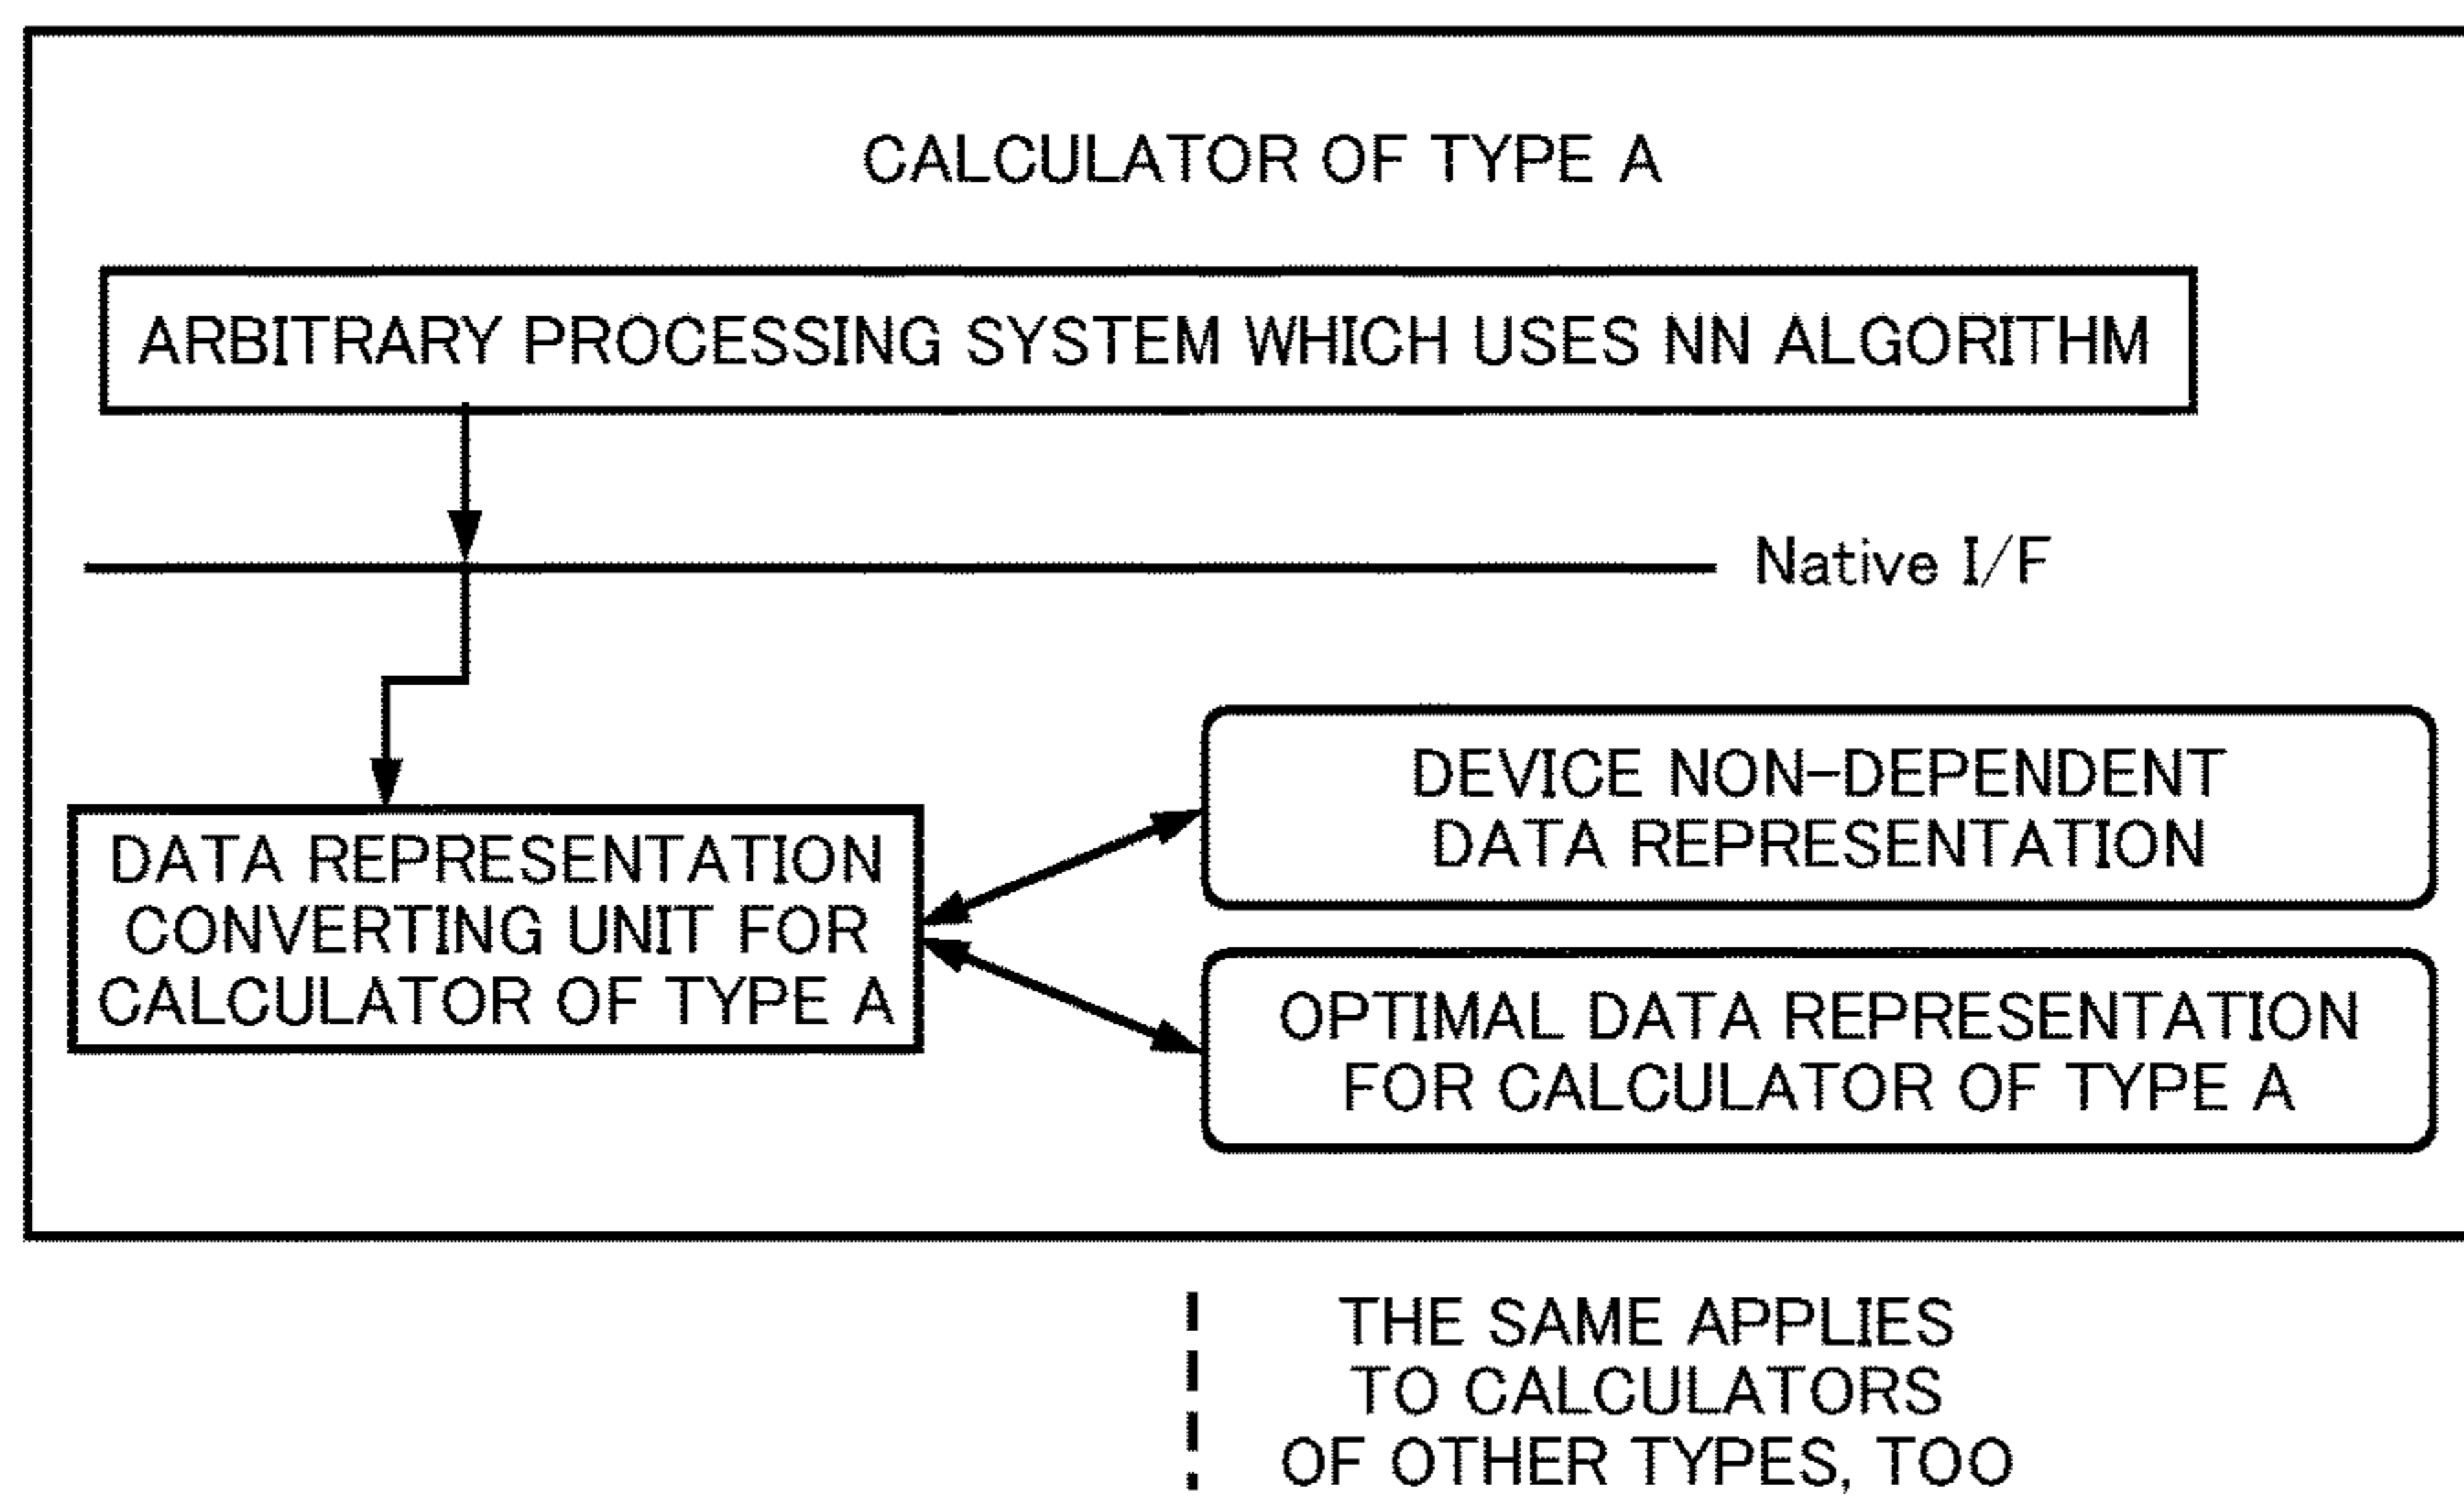 CALCULATOR OF TYPE A
ARBITRARY PROCESSING SYSTEM WHICH USES NN ALGORITHM
Native I/F
DATA REPRESENTATION
CONVERTING UNIT FOR
CALCULATOR OF TYPE A
DEVICE NON-DEPENDENT
DATA REPRESENTATION
OPTIMAL DATA REPRESENTATION
FOR CALCULATOR OF TYPE A
THE SAME APPLIES
TO CALCULATORS
OF OTHER TYPES, TOO